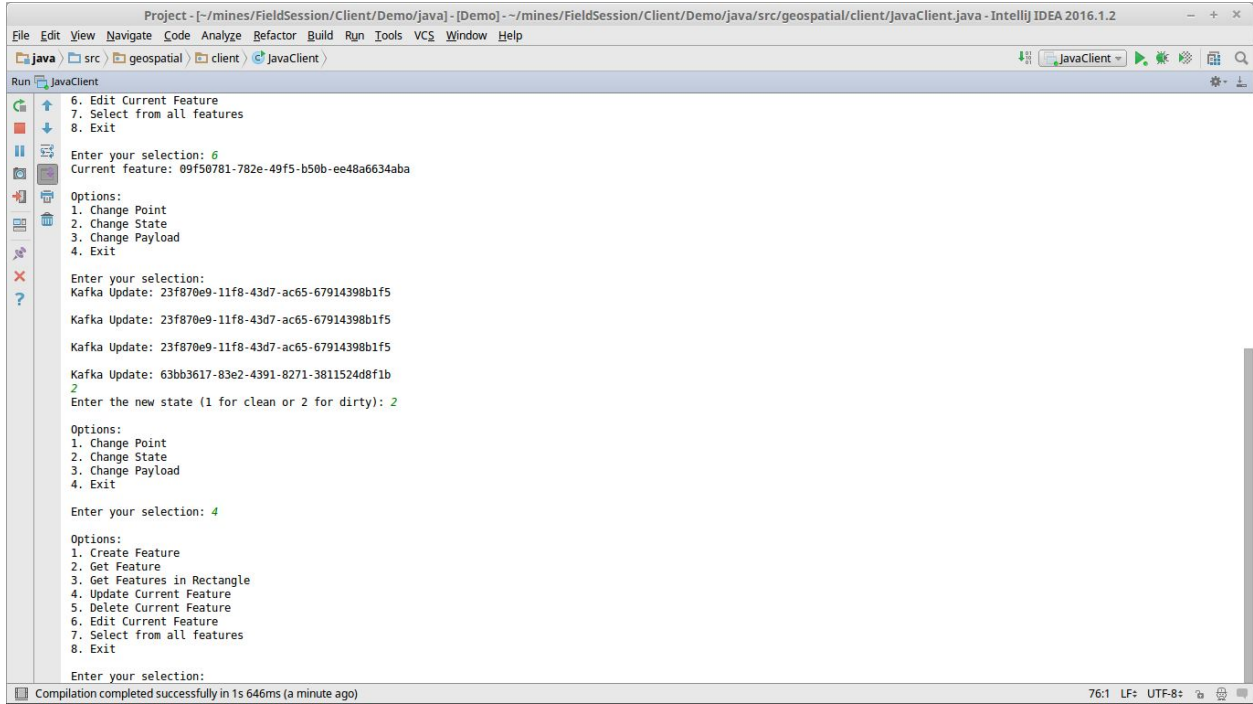 Project - [~/mines/FieldSession/Client/Demo/java] - [Demo] - ~/mines/FieldSession/Client/Demo/java/src/geospatial/client/JavaClient.java - IntelliJ IDEA 2016.1.2
File Edit View Navigate Code Analyze Refactor Build Run Tools VCS Window Help
java src geospatial client JavaClient JavaClient
Run JavaClient
6. Edit Current Feature
7. Select from all features
8. Exit
Enter your selection: 6
Current feature: 09f50781-782e-49f5-b50b-ee48a6634aba
Options:
1. Change Point
2. Change State
3. Change Payload
4. Exit
Enter your selection:
Kafka Update: 23f870e9-11f8-43d7-ac65-67914398b1f5
Kafka Update: 23f870e9-11f8-43d7-ac65-67914398b1f5
Kafka Update: 23f870e9-11f8-43d7-ac65-67914398b1f5
Kafka Update: 63bb3617-83e2-4391-8271-3811524d8f1b
2
Enter the new state (1 for clean or 2 for dirty): 2
Options:
1. Change Point
2. Change State
3. Change Payload
4. Exit
Enter your selection: 4
Options:
1. Create Feature
2. Get Feature
3. Get Features in Rectangle
4. Update Current Feature
5. Delete Current Feature
6. Edit Current Feature
7. Select from all features
8. Exit
Enter your selection:
Compilation completed successfully in 1s 646ms (a minute ago) 76:1 LF÷ UTF-8÷